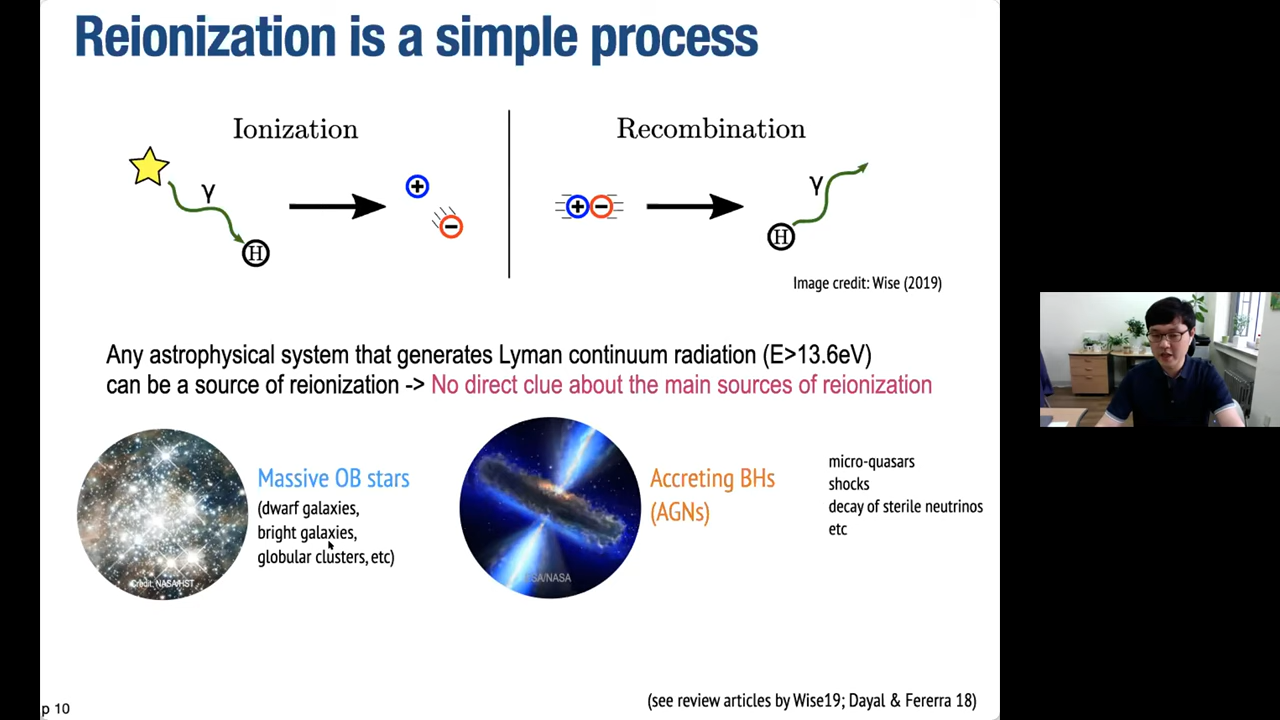 Reionization is a simple process
Ionization
Recombination
γ
H
+
−
+
−
γ
H
Image credit: Wise (2019)
Any astrophysical system that generates Lyman continuum radiation (E>13.6eV)
can be a source of reionization -> No direct clue about the main sources of reionization
Massive OB stars
(dwarf galaxies,
bright galaxies,
globular clusters, etc)
Credit: NASA/HST
Accreting BHs
(AGNs)
SA/NASA
micro-quasars
shocks
decay of sterile neutrinos
etc
(see review articles by Wise19; Dayal & Fererra 18)
p 10